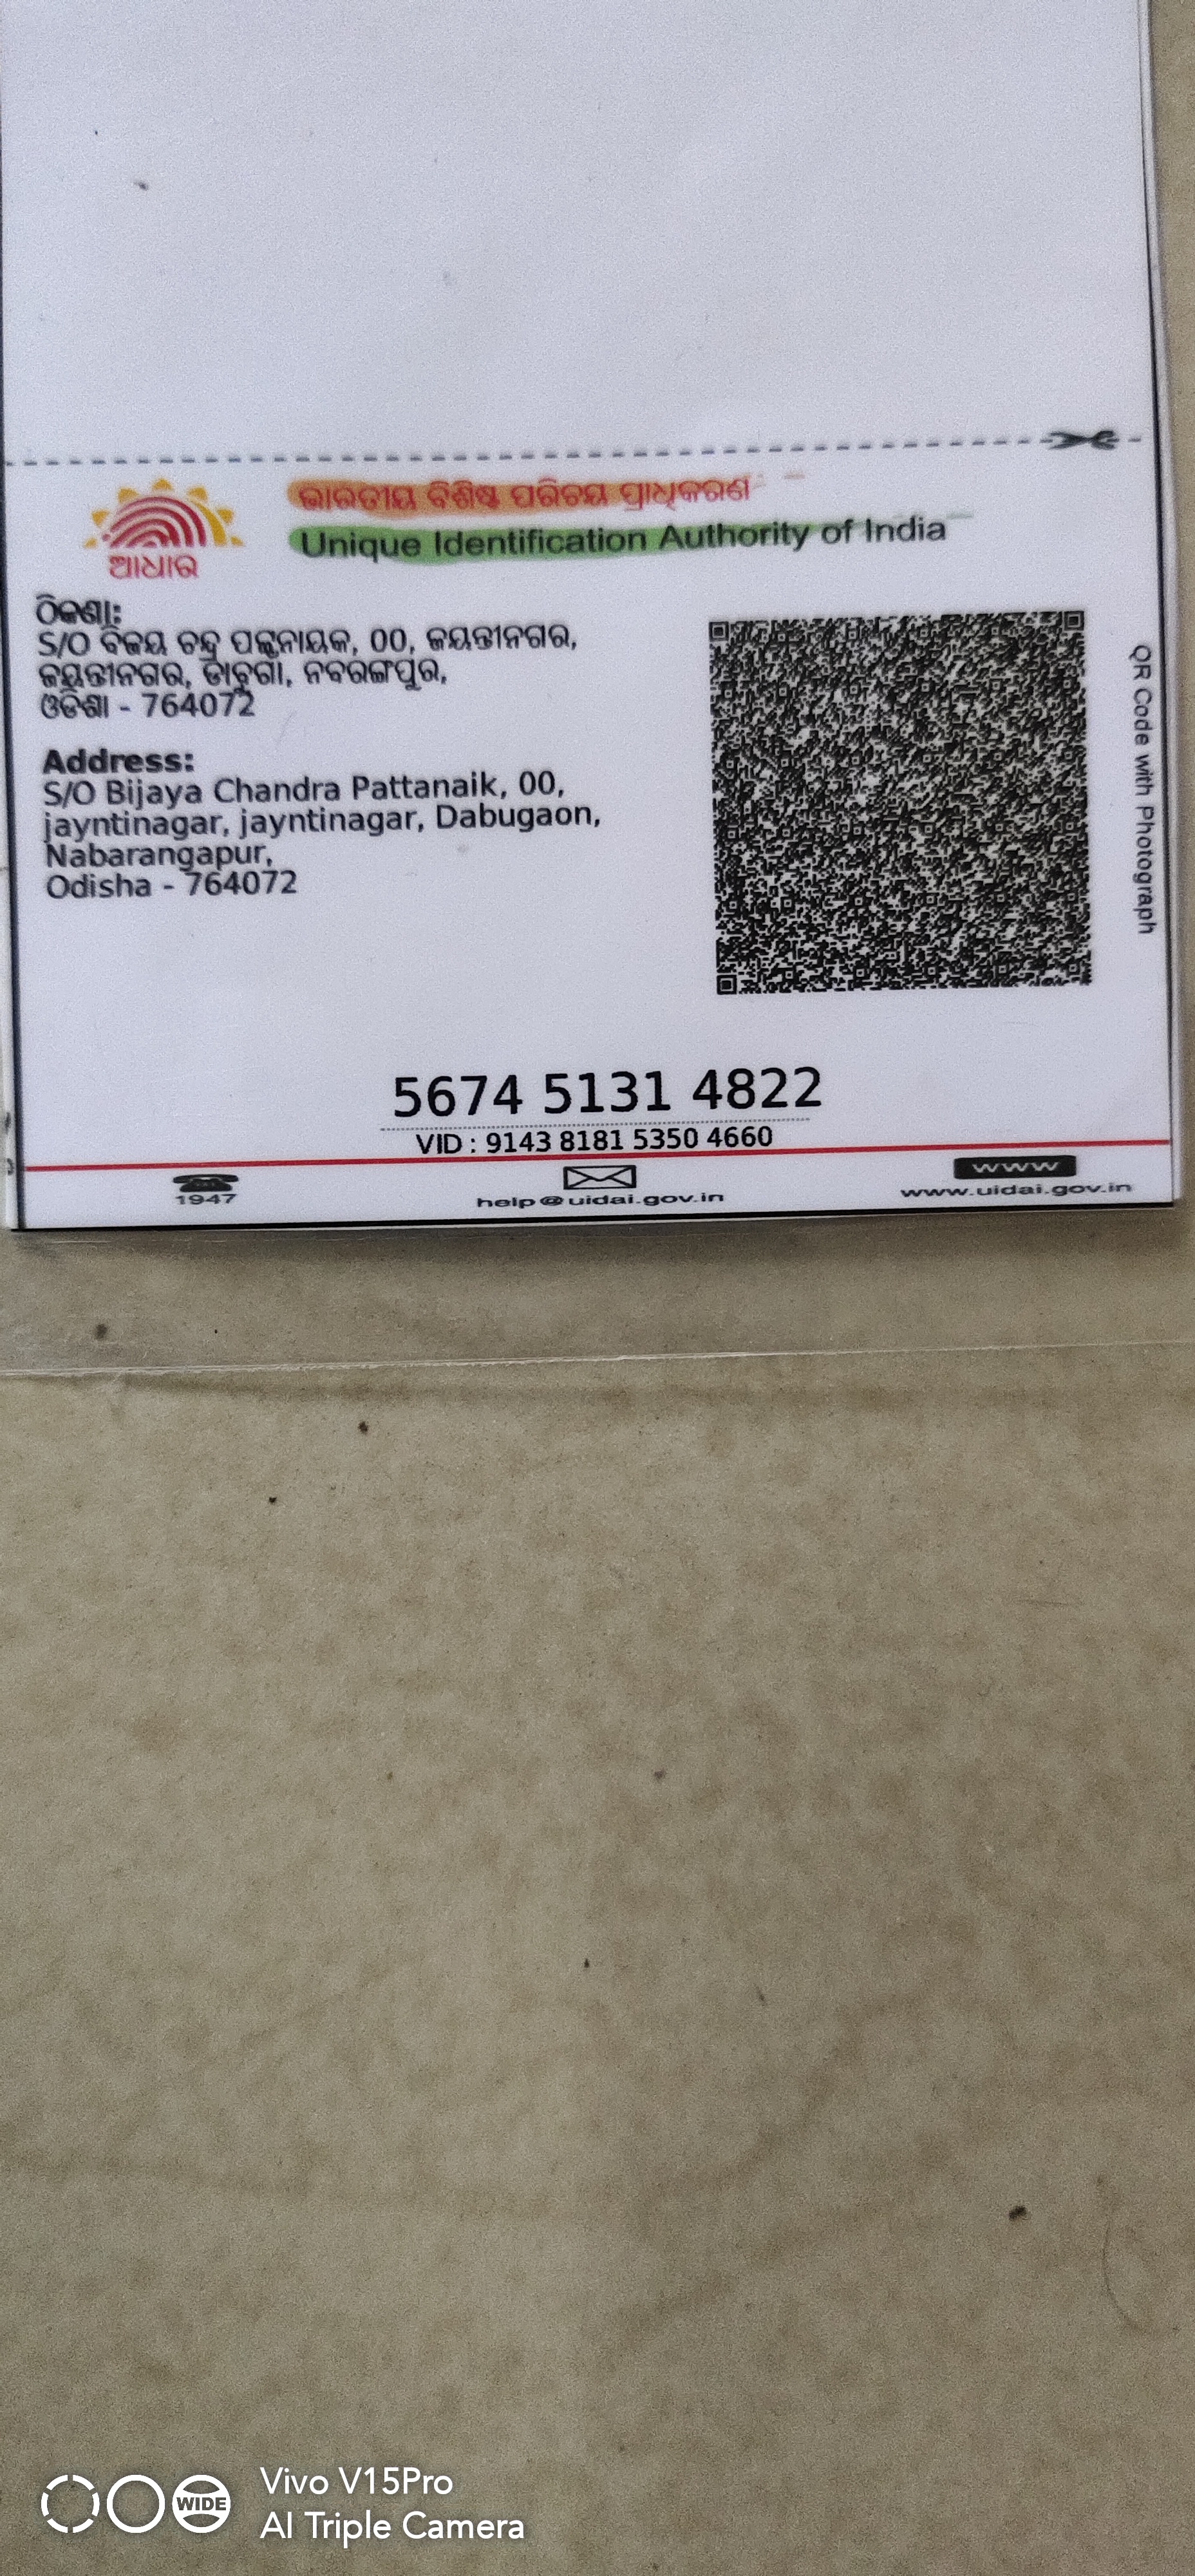 ଭାରତୀୟ ବିଶିଷ୍ଟ ପରିଚୟ ପ୍ରାଧିକରଣ
Unique Identification Authority of India
ଆଧାର
ଠିକଣା:
S/O ବିଜୟ ଚନ୍ଦ୍ର ପଟ୍ଟନାୟକ, 00, ଜୟନ୍ତୀନଗର,
ଜୟନ୍ତୀନଗର, ଡାବୁଗାଁ, ନବରଙ୍ଗପୁର,
ଓଡିଶା - 764072
Address:
S/O Bijaya Chandra Pattanaik, 00,
jayntinagar, jayntinagar, Dabugaon,
Nabarangapur,
Odisha - 764072
QR Code with Photograph
5674 5131 4822
VID : 9143 8181 5350 4660
1947
help@uidai.gov.in
www
www.uidai.gov.in
WIDE
Vivo V15Pro
AI Triple Camera